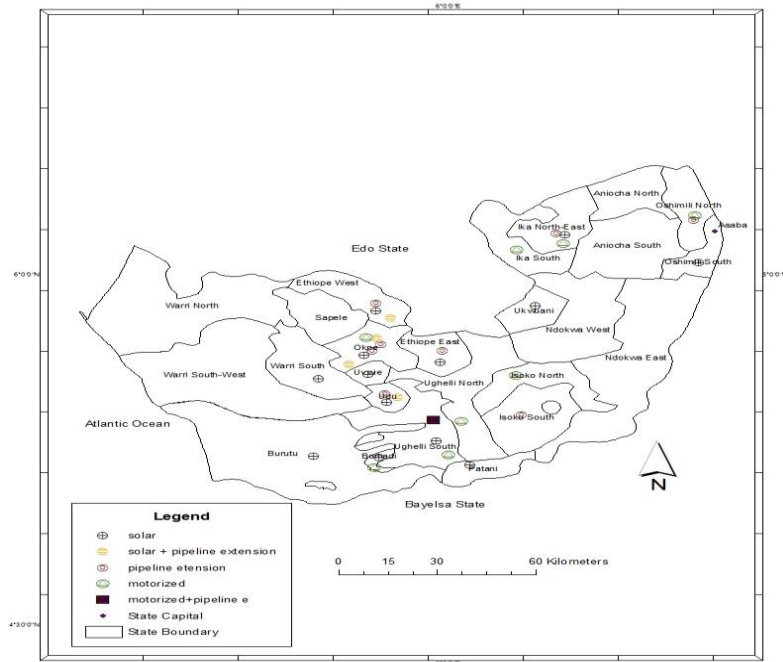 6°0'0"E
Aniocha North
Oshimili North
Asaba
Ika North-East
Aniocha South
Ika South
Oshimili South
Edo State
6°0'0"N
Ethiope West
Warri North
Sapele
Ukwuani
Ndokwa West
Okpe
Ethiope East
Ndokwa East
Warri South
Uvwie
Warri South-West
Isoko North
Ughelli North
Udu
Isoko South
Atlantic Ocean
Ughelli South
Burutu
Bomadi
Patani
Bayelsa State
N
Legend
solar
solar + pipeline extension
pipeline etension
motorized
motorized+pipeline e
State Capital
State Boundary
0 15 30 60 Kilometers
4°30'0"N